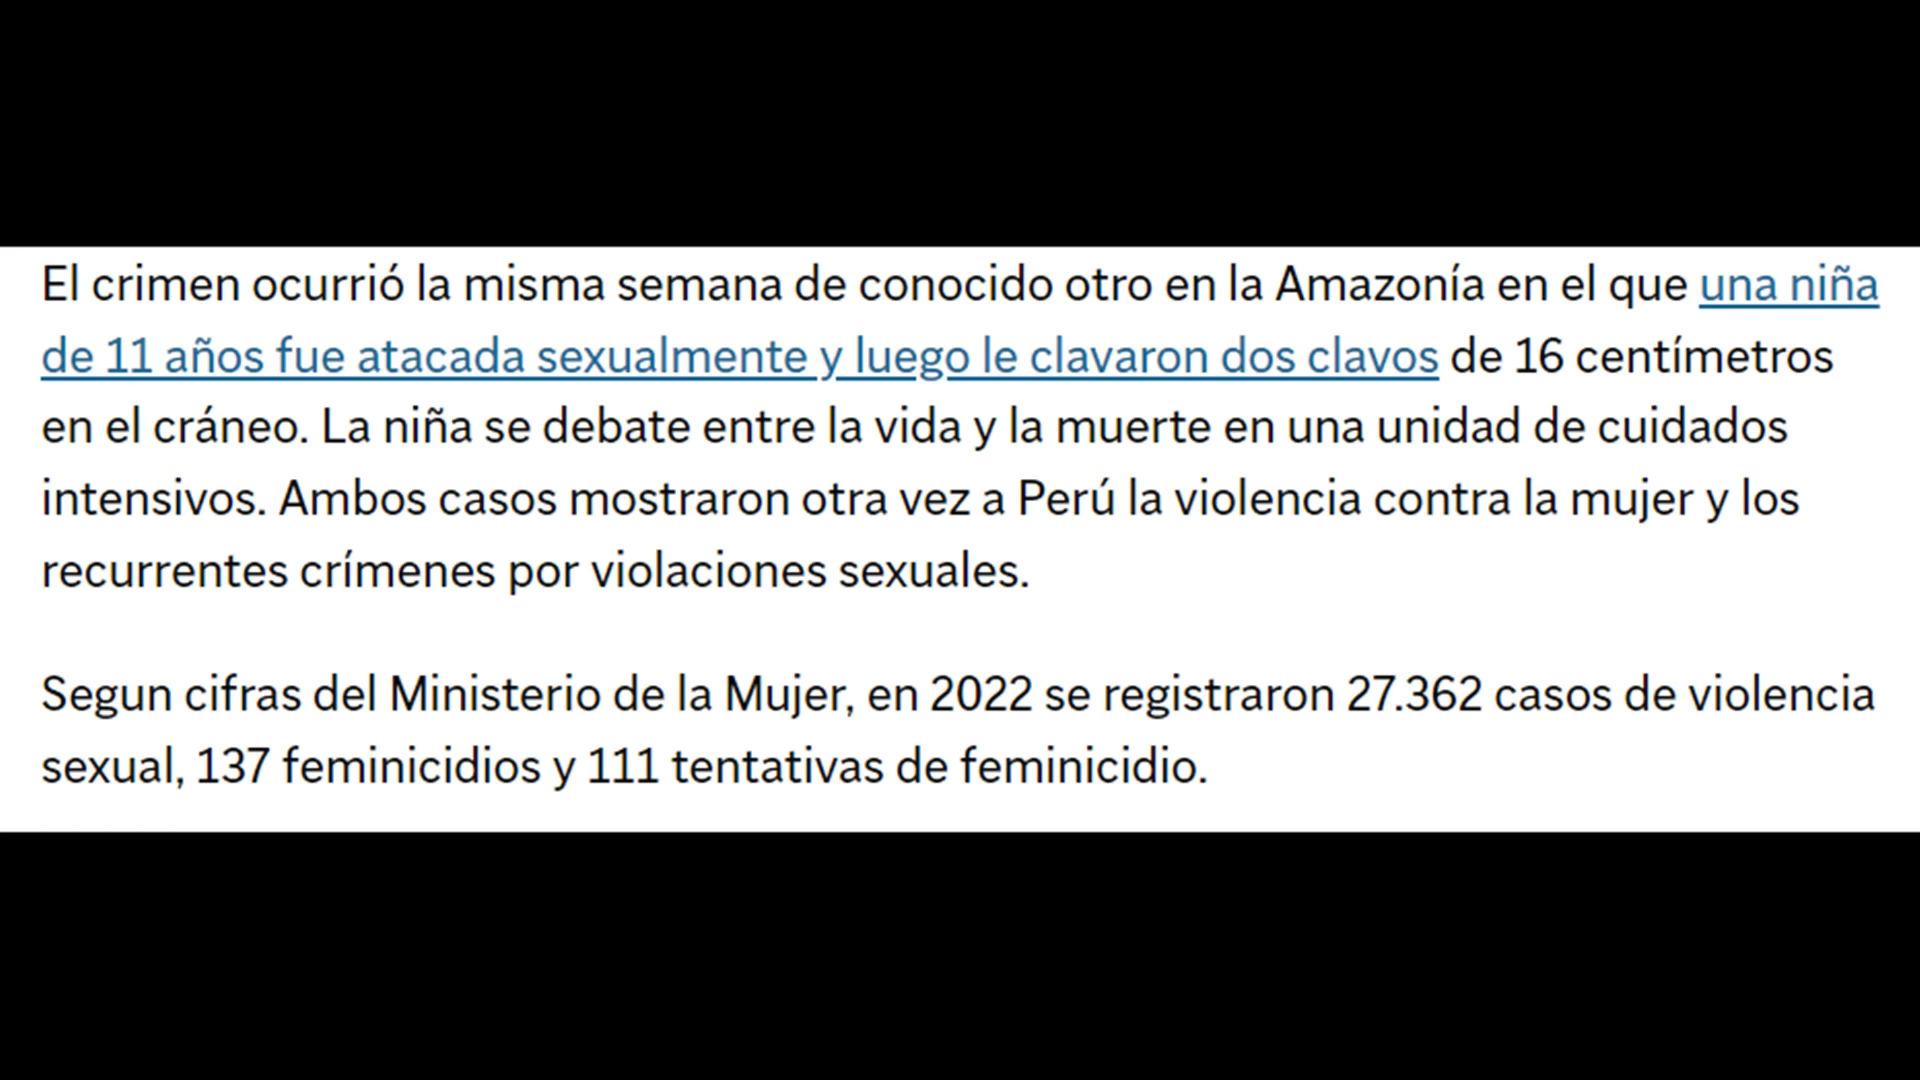 El crimen ocurrió la misma semana de conocido otro en la Amazonía en el que una niña
de 11 años fue atacada sexualmente y luego le clavaron dos clavos de 16 centímetros
en el cráneo. La niña se debate entre la vida y la muerte en una unidad de cuidados
intensivos. Ambos casos mostraron otra vez a Perú la violencia contra la mujer y los
recurrentes crímenes por violaciones sexuales.
Segun cifras del Ministerio de la Mujer, en 2022 se registraron 27.362 casos de violencia
sexual, 137 feminicidios y 111 tentativas de feminicidio.